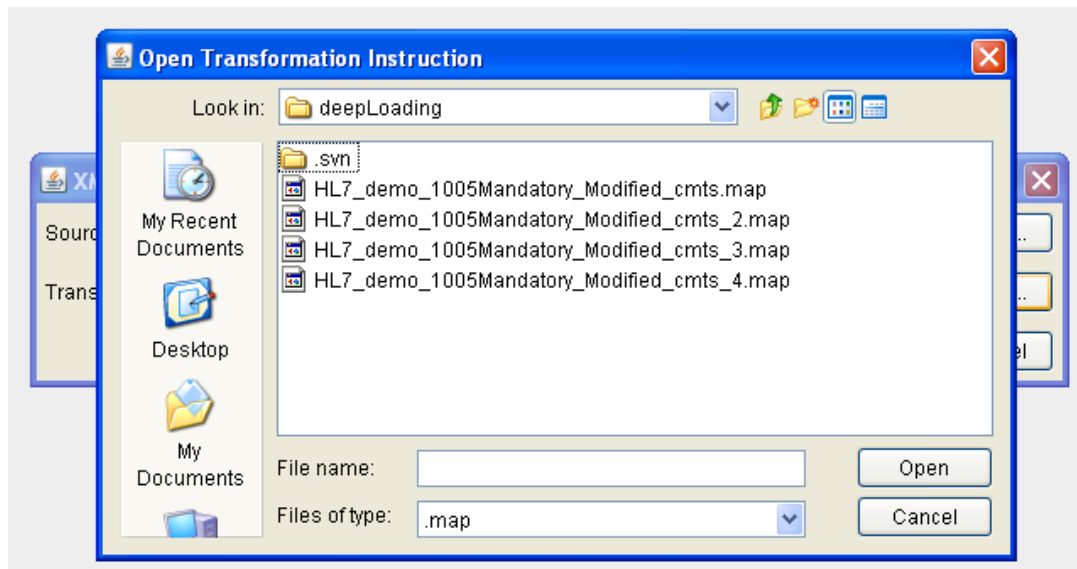 Open Transformation Instruction
Look in: deepLoading
.svn
HL7_demo_1005Mandatory_Modified_cmts.map
HL7_demo_1005Mandatory_Modified_cmts_2.map
HL7_demo_1005Mandatory_Modified_cmts_3.map
HL7_demo_1005Mandatory_Modified_cmts_4.map
My Recent
Documents
Desktop
My
Documents
File name:
Open
Files of type: .map
Cancel